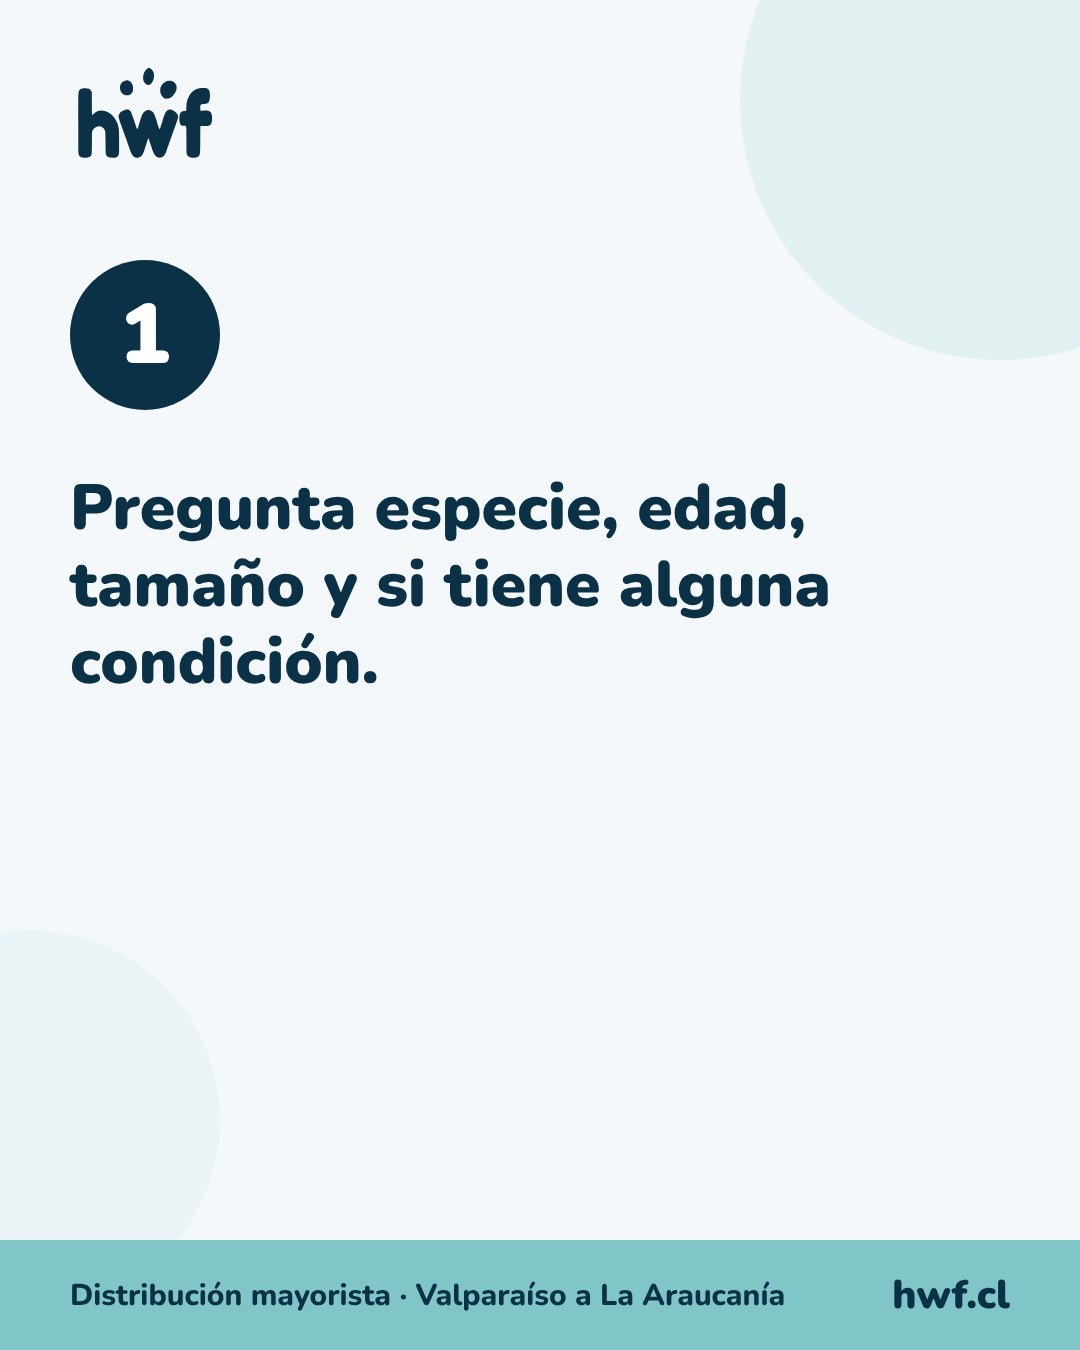 hwf
1
Pregunta especie, edad,
tamaño y si tiene alguna
condición.
Distribución mayorista · Valparaíso a La Araucanía
hwf.cl